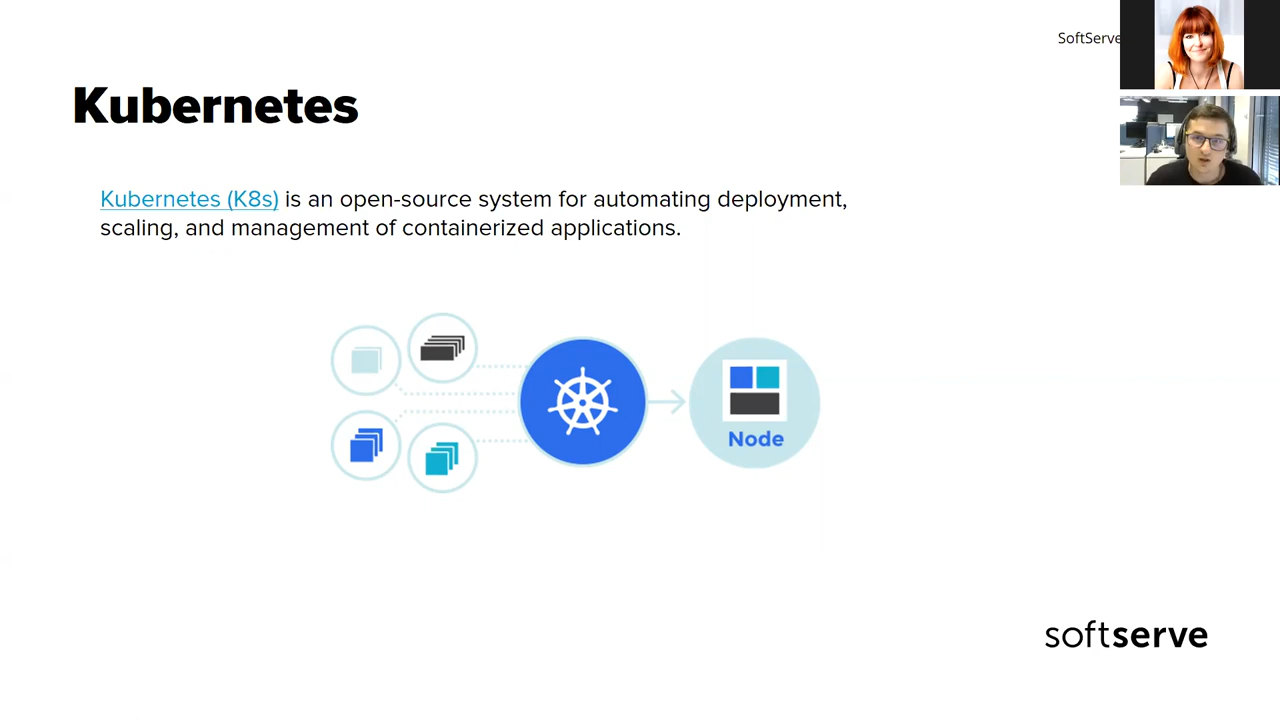 SoftServe
Kubernetes
Kubernetes (K8s) is an open-source system for automating deployment,
scaling, and management of containerized applications.
Node
softserve